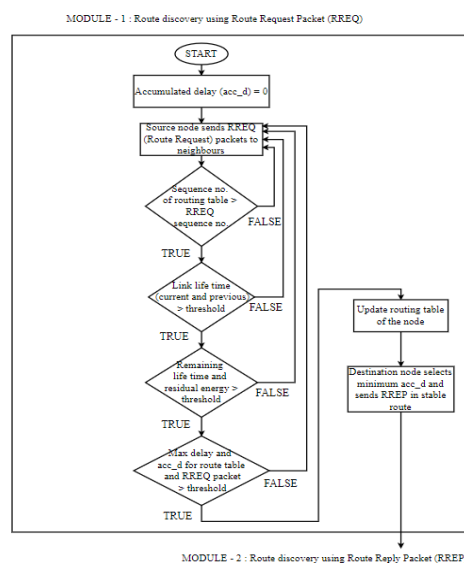 MODULE - 1 : Route discovery using Route Request Packet (RREQ)
START
Accumulated delay (acc_d) = 0
Source node sends RREQ
(Route Request) packets to
neighbours
Sequence no.
of routing table >
RREQ
sequence no.
FALSE
TRUE
Link life time
(current and previous)
> threshold
FALSE
TRUE
Remaining
life time and
residual energy >
threshold
FALSE
TRUE
Max delay and
acc_d for route table
and RREQ packet
> threshold
FALSE
TRUE
Update routing table
of the node
Destination node selects
minimum acc_d and
sends RREP in stable
route
MODULE - 2 : Route discovery using Route Reply Packet (RREP